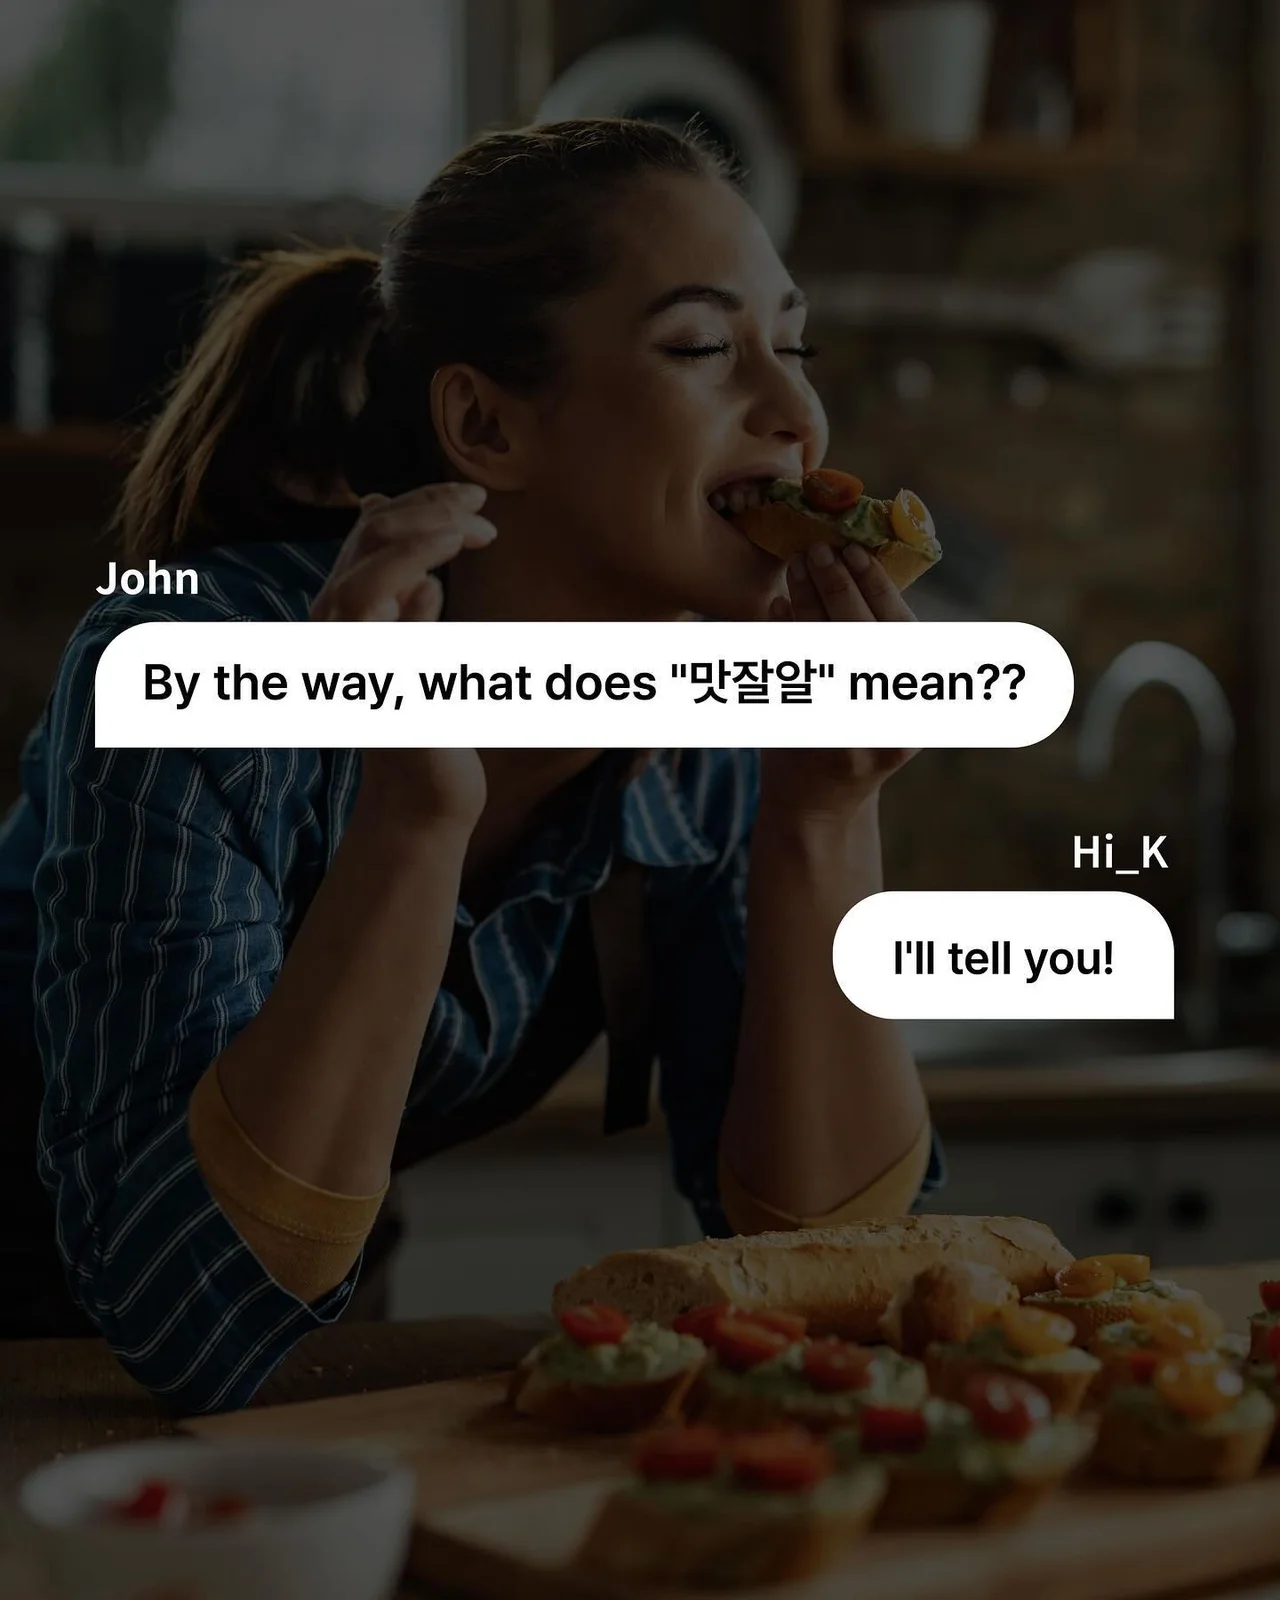 John
By the way, what does "맛잘알" mean??
Hi_K
I'll tell you!